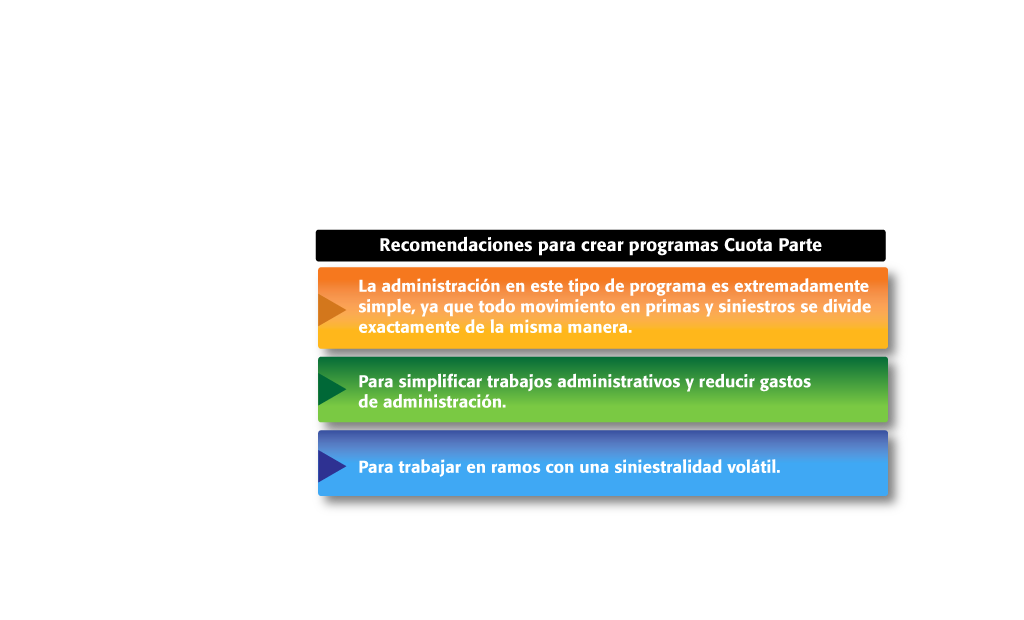 Recomendaciones para crear programas Cuota Parte
La administración en este tipo de programa es extremadamente
simple, ya que todo movimiento en primas y siniestros se divide
exactamente de la misma manera.
Para simplificar trabajos administrativos y reducir gastos
de administración.
Para trabajar en ramos con una siniestralidad volátil.